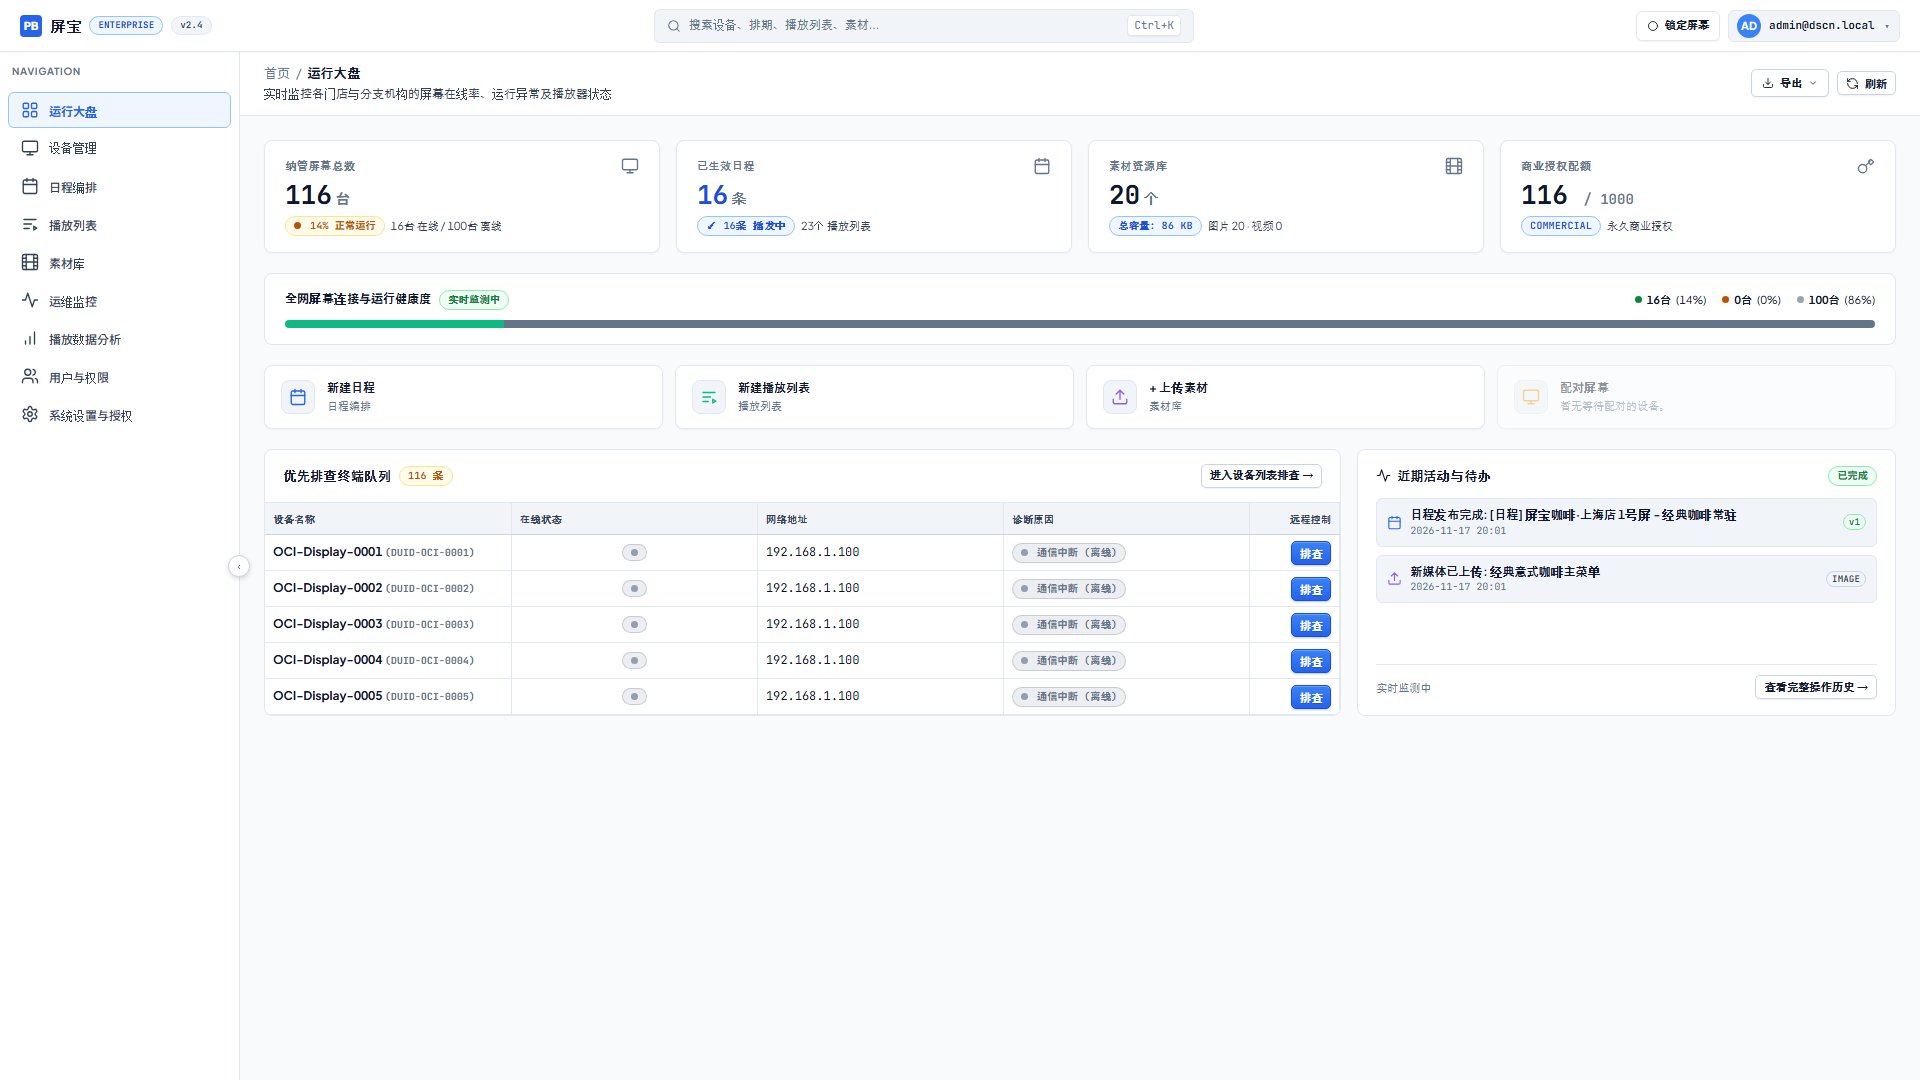 PB 屏宝 ENTERPRISE v2.4
搜索设备、排期、播放列表、素材... Ctrl+K
锁定屏幕
AD admin@dscn.local
NAVIGATION
运行大盘
设备管理
日程编排
播放列表
素材库
运维监控
播放数据分析
用户与权限
系统设置与授权
首页 / 运行大盘
实时监控各门店与分支机构的屏幕在线率、运行异常及播放器状态
导出
刷新
纳管屏幕总数
116 台
14% 正常运行 16台 在线 / 100台 离线
已生效日程
16 条
✓ 16条 播发中 23个 播放列表
素材资源库
20 个
总容量: 86 KB 图片 20 · 视频 0
商业授权配额
116 / 1000
COMMERCIAL 永久商业授权
全网屏幕连接与运行健康度 实时监测中
16台 (14%) 0台 (0%) 100台 (86%)
新建日程
日程编排
新建播放列表
播放列表
+ 上传素材
素材库
配对屏幕
暂无等待配对的设备。
优先排查终端队列 116 条
进入设备列表排查 →
设备名称 在线状态 网络地址 诊断原因 远程控制
OCI-Display-0001 (DUID-OCI-0001) 192.168.1.100 通信中断 (离线) 排查
OCI-Display-0002 (DUID-OCI-0002) 192.168.1.100 通信中断 (离线) 排查
OCI-Display-0003 (DUID-OCI-0003) 192.168.1.100 通信中断 (离线) 排查
OCI-Display-0004 (DUID-OCI-0004) 192.168.1.100 通信中断 (离线) 排查
OCI-Display-0005 (DUID-OCI-0005) 192.168.1.100 通信中断 (离线) 排查
近期活动与待办 已完成
日程发布完成: [日程] 屏宝咖啡·上海店 1号屏 - 经典咖啡常驻
2026-11-17 20:01
v1
新媒体已上传: 经典意式咖啡主菜单
2026-11-17 20:01
IMAGE
实时监测中
查看完整操作历史 →